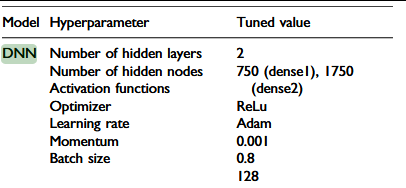 Model Hyperparameter Tuned value
DNN Number of hidden layers 2
Number of hidden nodes 750 (dense1), 1750
Activation functions (dense2)
Optimizer ReLu
Learning rate Adam
Momentum 0.001
Batch size 0.8
128